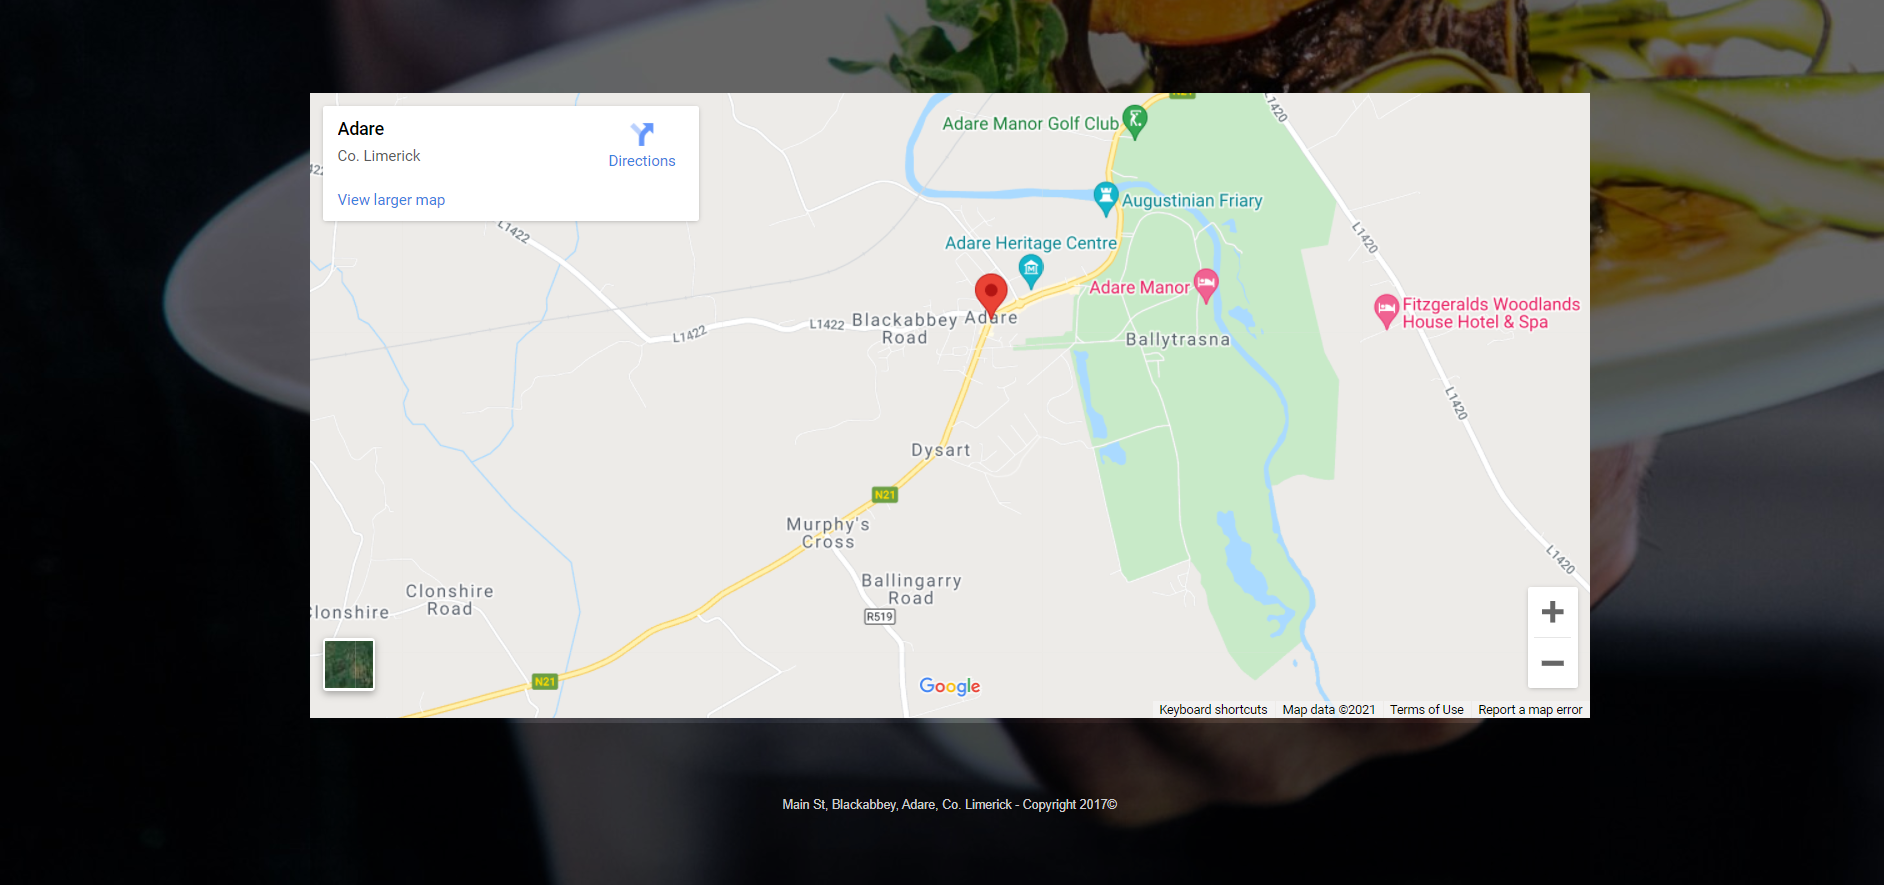 Adare
Co. Limerick
Directions
View larger map
Adare Manor Golf Club
L1420
L1422
Augustinian Friary
L1420
Adare Heritage Centre
Adare Manor
Fitzgeralds Woodlands
House Hotel & Spa
L1422
L1422
Blackabbey
Road
Adare
Ballytrasna
L1420
Dysart
N21
Murphy's
Cross
L1420
Ballingarry
Road
R519
Clonshire
Road
Clonshire
N21
Google
Keyboard shortcuts
Map data ©2021
Terms of Use
Report a map error
Main St, Blackabbey, Adare, Co. Limerick - Copyright 2017©